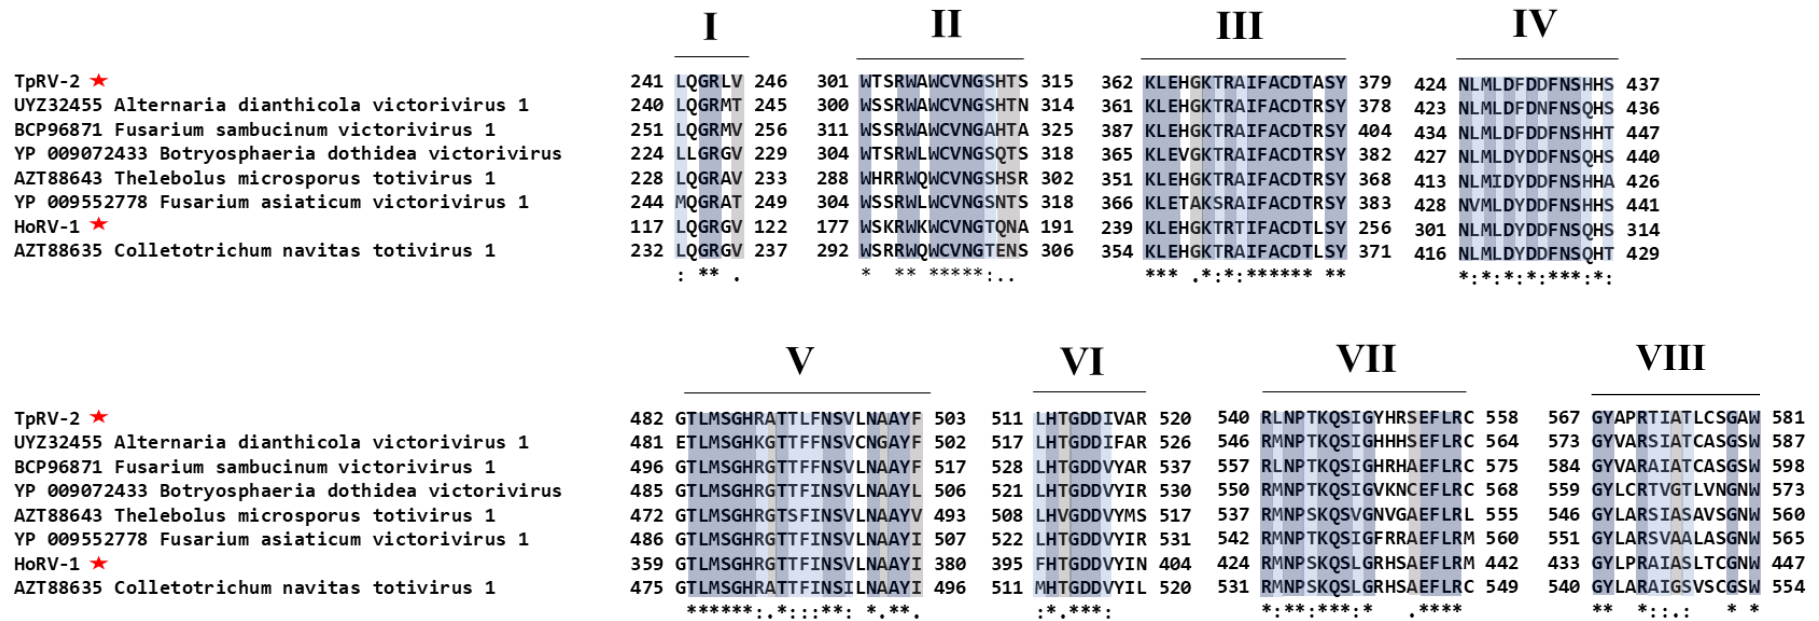 I II III IV
TpRV-2 ★ 241 LQGRLV 246 301 WTSRWAWCVNGSHTS 315 362 KLEHGKTRAIFACDTASY 379 424 NLMLDFDDFNSHHS 437
UYZ32455 Alternaria dianthicola victorivirus 1 240 LQGRMT 245 300 WSSRWAWCVNGSHTN 314 361 KLEHGKTRAIFACDTRSY 378 423 NLMLDFDNFNSQHS 436
BCP96871 Fusarium sambucinum victorivirus 1 251 LQGRMV 256 311 WSSRWAWCVNGAHTA 325 387 KLEHGKTRAIFACDTRSY 404 434 NLMLDFDDFNSHHT 447
YP 009072433 Botryosphaeria dothidea victorivirus 224 LLGRGV 229 304 WTSRWLWCVNGSQTS 318 365 KLEVGKTRAIFACDTRSY 382 427 NLMLDYDDFNSQHS 440
AZT88643 Thelebolus microsporus totivirus 1 228 LQGRAV 233 288 WHRRWQWCVNGSHSR 302 351 KLEHGKTRAIFACDTRSY 368 413 NLMIDYDDFNSHHA 426
YP 009552778 Fusarium asiaticum victorivirus 1 244 MQGRAT 249 304 WSSRWLWCVNGSNTS 318 366 KLETAKSRAIFACDTRSY 383 428 NVMLDYDDFNSHHS 441
HoRV-1 ★ 117 LQGRGV 122 177 WSKRWKWCVNGTQNA 191 239 KLEHGKTRTIFACDTLSY 256 301 NLMLDYDDFNSQHS 314
AZT88635 Colletotrichum navitas totivirus 1 232 LQGRGV 237 292 WSRRWQWCVNGTENS 306 354 KLEHGKTRAIFACDTLSY 371 416 NLMLDYDDFNSQHT 429
: ** . * ** *****:.. *** .*:*:****** ** *:*:*:*:***:*:
V VI VII VIII
TpRV-2 ★ 482 GTLMSGHRATTLFNSVLNAAYF 503 511 LHTGDDIVAR 520 540 RLNPTKQSIGYHRSEFLRC 558 567 GYAPRTIATLCSGAW 581
UYZ32455 Alternaria dianthicola victorivirus 1 481 ETLMSGHKGTTFFNSVCNGAYF 502 517 LHTGDDIFAR 526 546 RMNPTKQSIGHHHSEFLRC 564 573 GYVARSIATCASGSW 587
BCP96871 Fusarium sambucinum victorivirus 1 496 GTLMSGHRGTTFFNSVLNAAYF 517 528 LHTGDDVYAR 537 557 RLNPTKQSIGHRHAEFLRC 575 584 GYVARAIATCASGSW 598
YP 009072433 Botryosphaeria dothidea victorivirus 485 GTLMSGHRGTTFINSVLNAAYL 506 521 LHTGDDVYIR 530 550 RMNPTKQSIGVKNCEFLRC 568 559 GYLCRTVGTLVNGNW 573
AZT88643 Thelebolus microsporus totivirus 1 472 GTLMSGHRGTSFINSVLNAAYV 493 508 LHVGDDVYMS 517 537 RMNPSKQSVGNVGAEFLRL 555 546 GYLARSIASAVSGNW 560
YP 009552778 Fusarium asiaticum victorivirus 1 486 GTLMSGHRGTTFINSVLNAAYI 507 522 LHTGDDVYIR 531 542 RMNPTKQSIGFRRAEFLRM 560 551 GYLARSVAALASGNW 565
HoRV-1 ★ 359 GTLMSGHRGTTFINSVLNAAYI 380 395 FHTGDDVYIN 404 424 RMNPSKQSLGRHSAEFLRM 442 433 GYLPRAIASLTCGNW 447
AZT88635 Colletotrichum navitas totivirus 1 475 GTLMSGHRATTFINSILNAAYI 496 511 MHTGDDVYIL 520 531 RMNPSKQSLGRHSAEFLRC 549 540 GYLARAIGSVSCGSW 554
******:.*:::**: *.**. :*.***: *:**:***:* .**** ** *::.: * *